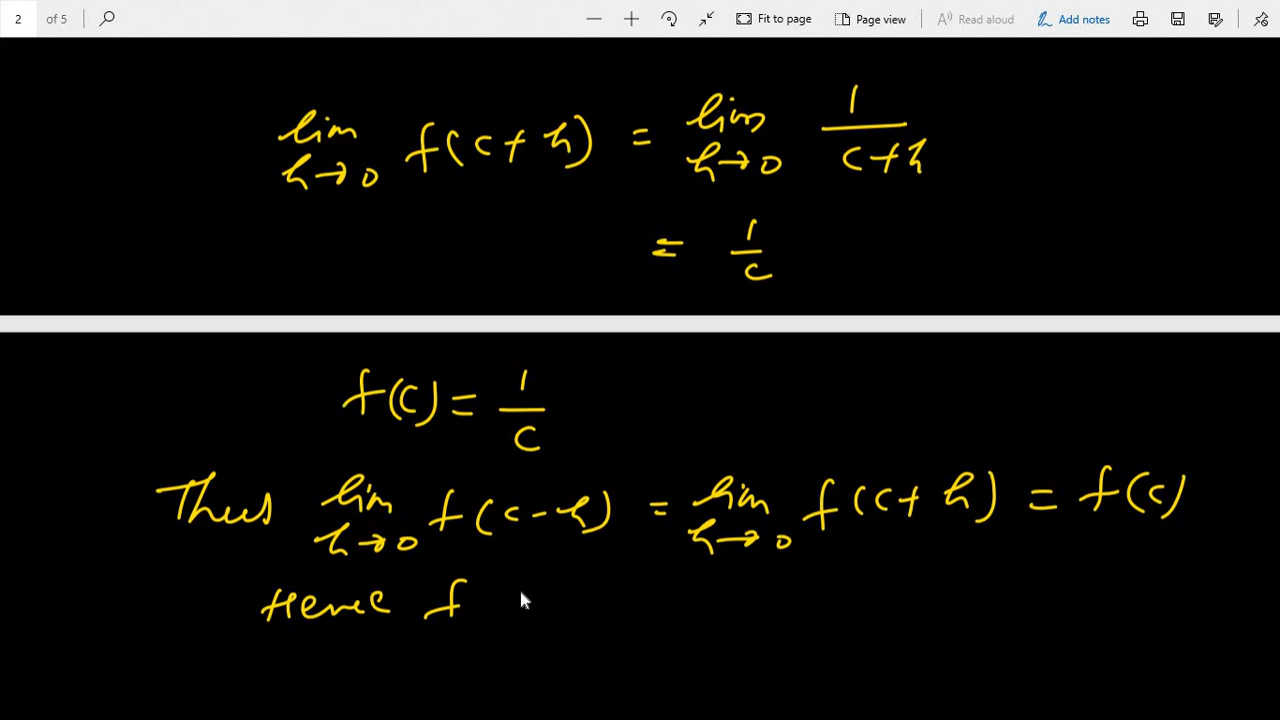 2 of 5 Fit to page Page view Read aloud Add notes
lim h→0 f(c+h) = lim h→0 1/(c+h)
= 1/c
f(c) = 1/c
Thus lim h→0 f(c-h) = lim h→0 f(c+h) = f(c)
Hence f